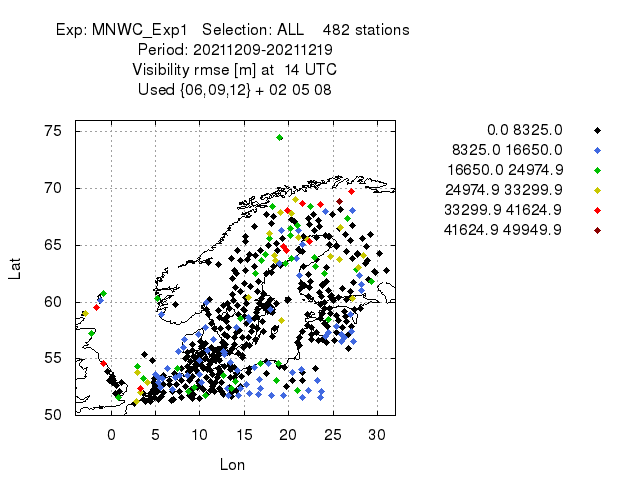 Exp: MNWC_Exp1   Selection: ALL    482 stations
Period: 20211209-20211219
Visibility rmse [m] at  14 UTC
Used {06,09,12} + 02 05 08
0.0 8325.0
8325.0 16650.0
16650.0 24974.9
24974.9 33299.9
33299.9 41624.9
41624.9 49949.9
75
70
65
60
55
50
Lat
0 5 10 15 20 25 30
Lon